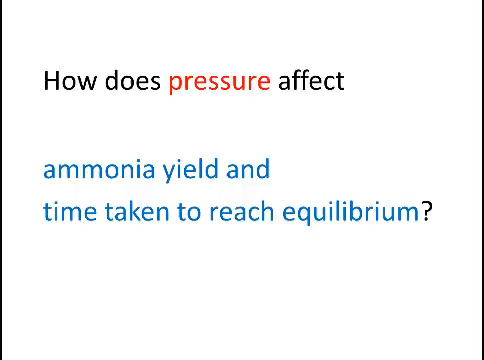 How does pressure affect
ammonia yield and
time taken to reach equilibrium?